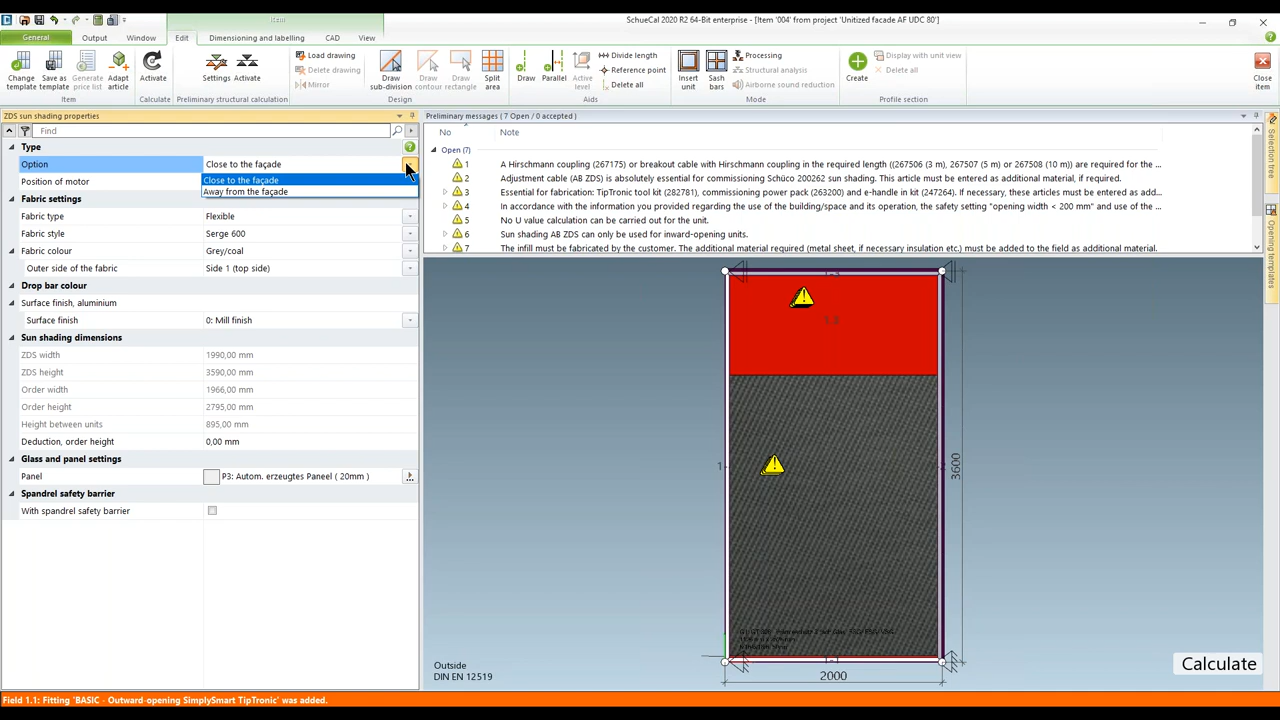 SchueCal 2020 R2 64-Bit enterprise - [Item '004' from project 'Unitized facade AF UDC 80']
Item
General
Output
Window
Edit
Dimensioning and labelling
CAD
View
Change template
Save as template
Generate price list
Adapt article
Activate
Settings
Activate
Load drawing
Delete drawing
Mirror
Draw sub-division
Draw contour
Draw rectangle
Split area
Draw
Parallel
Active level
Divide length
Reference point
Delete all
Insert unit
Sash bars
Processing
Structural analysis
Airborne sound reduction
Create
Display with unit view
Delete all
Close item
Item
Calculate
Preliminary structural calculation
Design
Aids
Mode
Profile section
ZDS sun shading properties
Find
Type
Option Close to the façade
Close to the façade
Away from the façade
Position of motor
Fabric settings
Fabric type Flexible
Fabric style Serge 600
Fabric colour Grey/coal
Outer side of the fabric Side 1 (top side)
Drop bar colour
Surface finish, aluminium
Surface finish 0: Mill finish
Sun shading dimensions
ZDS width 1990,00 mm
ZDS height 3590,00 mm
Order width 1966,00 mm
Order height 2795,00 mm
Height between units 895,00 mm
Deduction, order height 0,00 mm
Glass and panel settings
Panel P3: Autom. erzeugtes Paneel ( 20mm )
Spandrel safety barrier
With spandrel safety barrier
Preliminary messages ( 7 Open / 0 accepted )
No Note
Open (7)
1 A Hirschmann coupling (267175) or breakout cable with Hirschmann coupling in the required length ((267506 (3 m), 267507 (5 m) or 267508 (10 m)) are required for the...
2 Adjustment cable (AB ZDS) is absolutely essential for commissioning Schüco 200262 sun shading. This article must be entered as additional material, if required.
3 Essential for fabrication: TipTronic tool kit (282781), commissioning power pack (263200) and e-handle in kit (247264). If necessary, these articles must be entered as add...
4 In accordance with the information you provided regarding the use of the building/space and its operation, the safety setting "opening width < 200 mm" and use of the ...
5 No U value calculation can be carried out for the unit.
6 Sun shading AB ZDS can only be used for inward-opening units.
7 The infill must be fabricated by the customer. The additional material required (metal sheet, if necessary insulation etc.) must be added to the field as additional material.
Selection tree
Opening templates
3600
2000
Outside
DIN EN 12519
Calculate
Field 1.1: Fitting 'BASIC - Outward-opening SimplySmart TipTronic' was added.